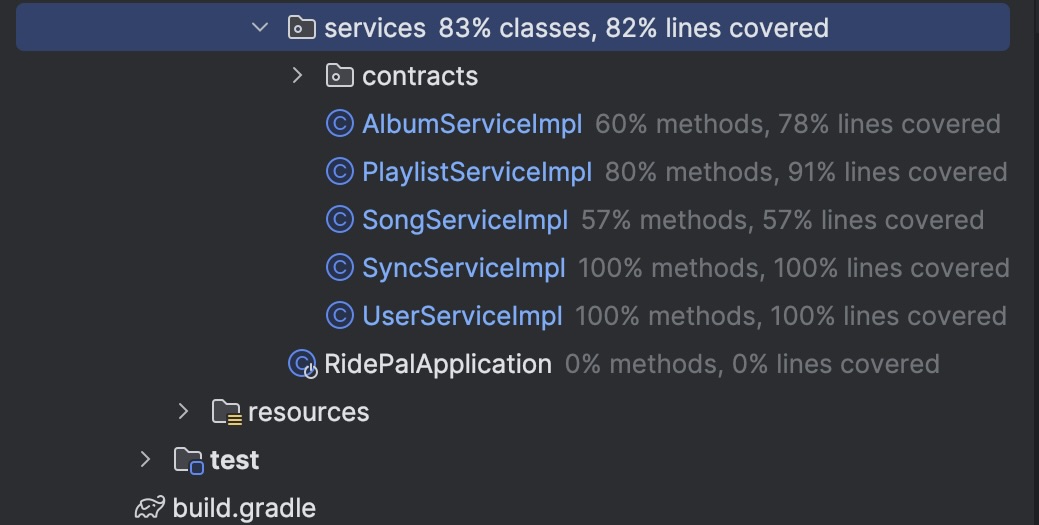 services 83% classes, 82% lines covered
contracts
AlbumServiceImpl 60% methods, 78% lines covered
PlaylistServiceImpl 80% methods, 91% lines covered
SongServiceImpl 57% methods, 57% lines covered
SyncServiceImpl 100% methods, 100% lines covered
UserServiceImpl 100% methods, 100% lines covered
RidePalApplication 0% methods, 0% lines covered
resources
test
build.gradle